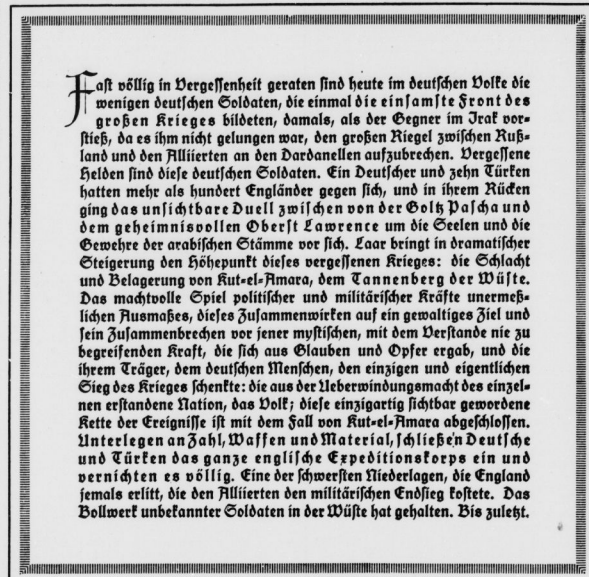 Fast völlig in Vergessenheit geraten sind heute im deutschen Volke die
wenigen deutschen Soldaten, die einmal die einsamste Front des
großen Krieges bildeten, damals, als der Gegner im Irak vor-
stieß, da es ihm nicht gelungen war, den großen Riegel zwischen Ruß-
land und den Alliierten an den Dardanellen aufzubrechen. Vergessene
Helden sind diese deutschen Soldaten. Ein Deutscher und zehn Türken
hatten mehr als hundert Engländer gegen sich, und in ihrem Rücken
ging das unsichtbare Duell zwischen von der Goltz Pascha und
dem geheimnisvollen Oberst Lawrence um die Seelen und die
Gewehre der arabischen Stämme vor sich. Laar bringt in dramatischer
Steigerung den Höhepunkt dieses vergessenen Krieges: die Schlacht
und Belagerung von Kut-el-Amara, dem Tannenberg der Wüste.
Das machtvolle Spiel politischer und militärischer Kräfte unermeß-
lichen Ausmaßes, dieses Zusammenwirken auf ein gewaltiges Ziel und
sein Zusammenbrechen vor jener mystischen, mit dem Verstande nie zu
begreifenden Kraft, die sich aus Glauben und Opfer ergab, und die
ihrem Träger, dem deutschen Menschen, den einzigen und eigentlichen
Sieg des Krieges schenkte: die aus der Ueberwindungsmacht des einzel-
nen erstandene Nation, das Volk; diese einzigartig sichtbar gewordene
Kette der Ereignisse ist mit dem Fall von Kut-el-Amara abgeschlossen.
Unterlegen an Zahl, Waffen und Material, schließen Deutsche
und Türken das ganze englische Expeditionskorps ein und
vernichten es völlig. Eine der schwersten Niederlagen, die England
jemals erlitt, die den Alliierten den militärischen Endsieg kostete. Das
Bollwerk unbekannter Soldaten in der Wüste hat gehalten. Bis zuletzt.